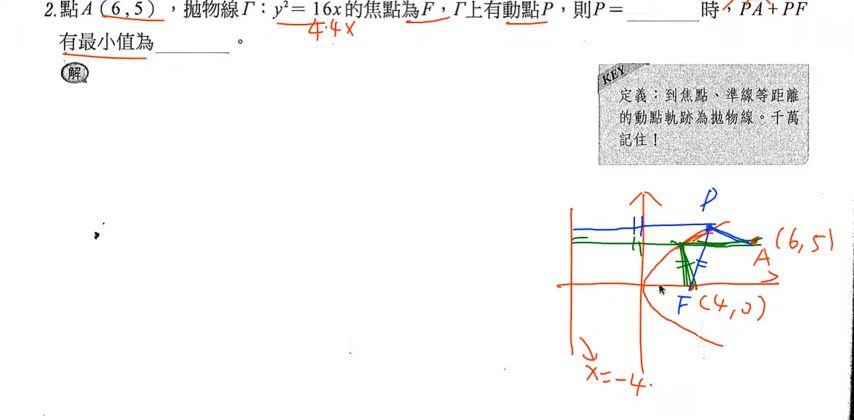 2.點A(6,5),拋物線Γ:y²=16x的焦點為F,Γ上有動點P,則P=________時,PA+PF
4·4x
有最小值為________。
解
KEY
定義:到焦點、準線等距離
的動點軌跡為拋物線。千萬
記住!
P
(6,5)
A
F (4,0)
x=-4